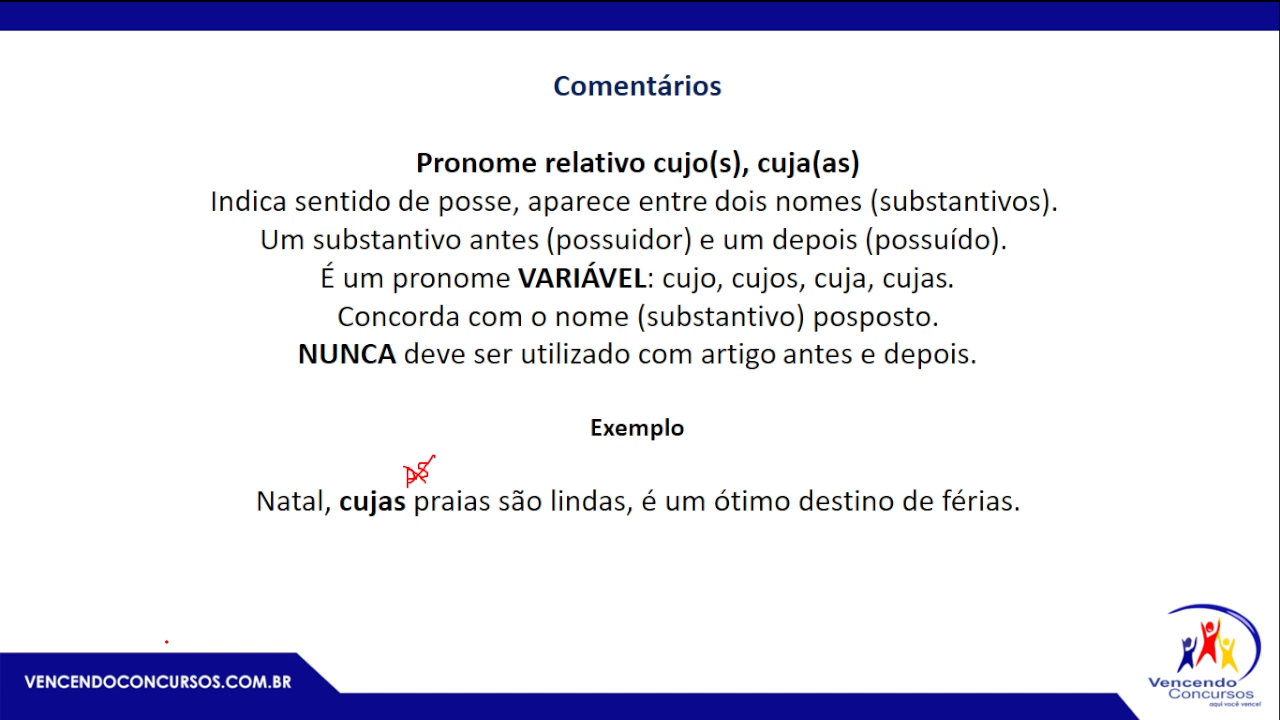 Comentários
Pronome relativo cujo(s), cuja(as)
Indica sentido de posse, aparece entre dois nomes (substantivos).
Um substantivo antes (possuidor) e um depois (possuído).
É um pronome VARIÁVEL: cujo, cujos, cuja, cujas.
Concorda com o nome (substantivo) posposto.
NUNCA deve ser utilizado com artigo antes e depois.
Exemplo
as
Natal, cujas praias são lindas, é um ótimo destino de férias.
VENCENDOCONCURSOS.COM.BR
Vencendo
Concursos
aqui você vence!